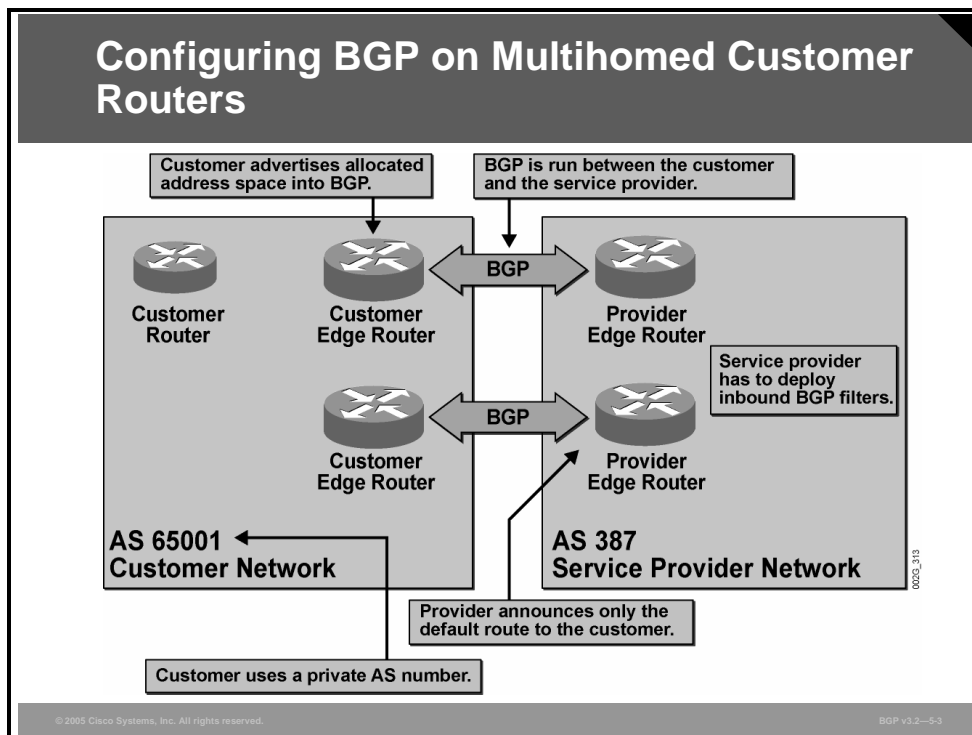 Configuring BGP on Multihomed Customer
Routers
Customer advertises allocated
address space into BGP.
BGP is run between the customer
and the service provider.
BGP
Customer
Router
Customer
Edge Router
Provider
Edge Router
Service provider
has to deploy
inbound BGP filters.
BGP
Customer
Edge Router
Provider
Edge Router
AS 65001
Customer Network
AS 387
Service Provider Network
002G_313
Provider announces only the
default route to the customer.
Customer uses a private AS number.
© 2005 Cisco Systems, Inc. All rights reserved.
BGP v3.2—5-3